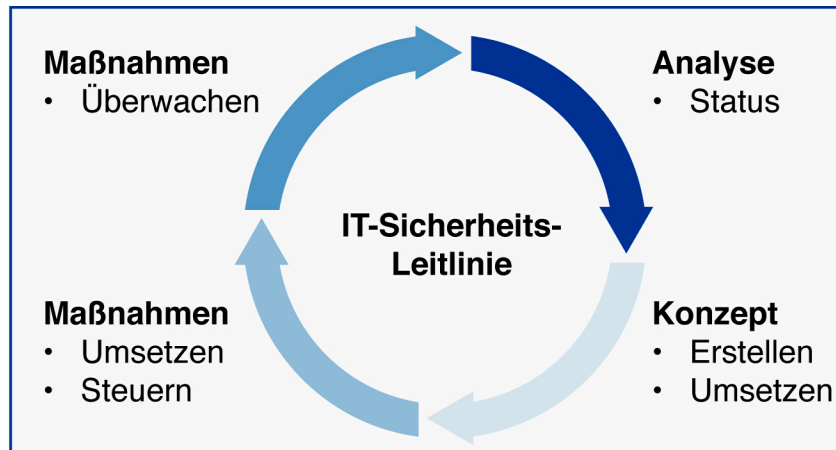 Maßnahmen
• Überwachen
Analyse
• Status
IT-Sicherheits-
Leitlinie
Maßnahmen
• Umsetzen
• Steuern
Konzept
• Erstellen
• Umsetzen